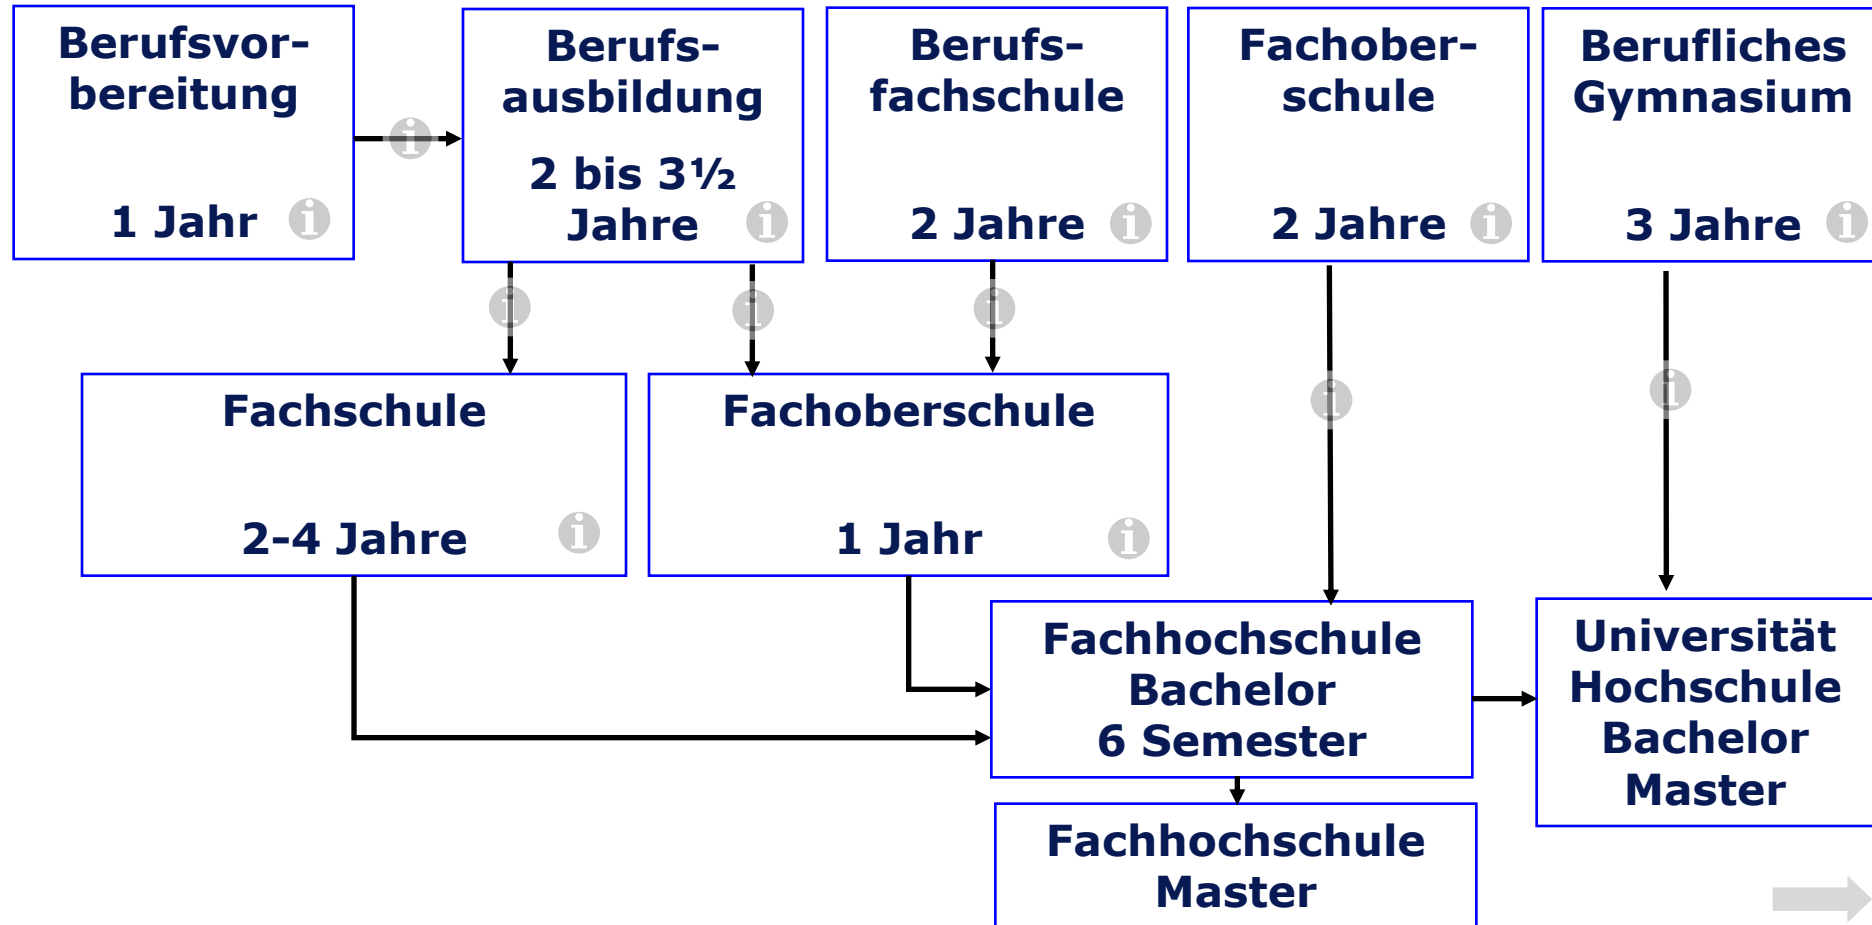 Berufsvor-
bereitung
1 Jahr
Berufs-
ausbildung
2 bis 3½
Jahre
Berufs-
fachschule
2 Jahre
Fachober-
schule
2 Jahre
Berufliches
Gymnasium
3 Jahre
Fachschule
2-4 Jahre
Fachoberschule
1 Jahr
Fachhochschule
Bachelor
6 Semester
Universität
Hochschule
Bachelor
Master
Fachhochschule
Master